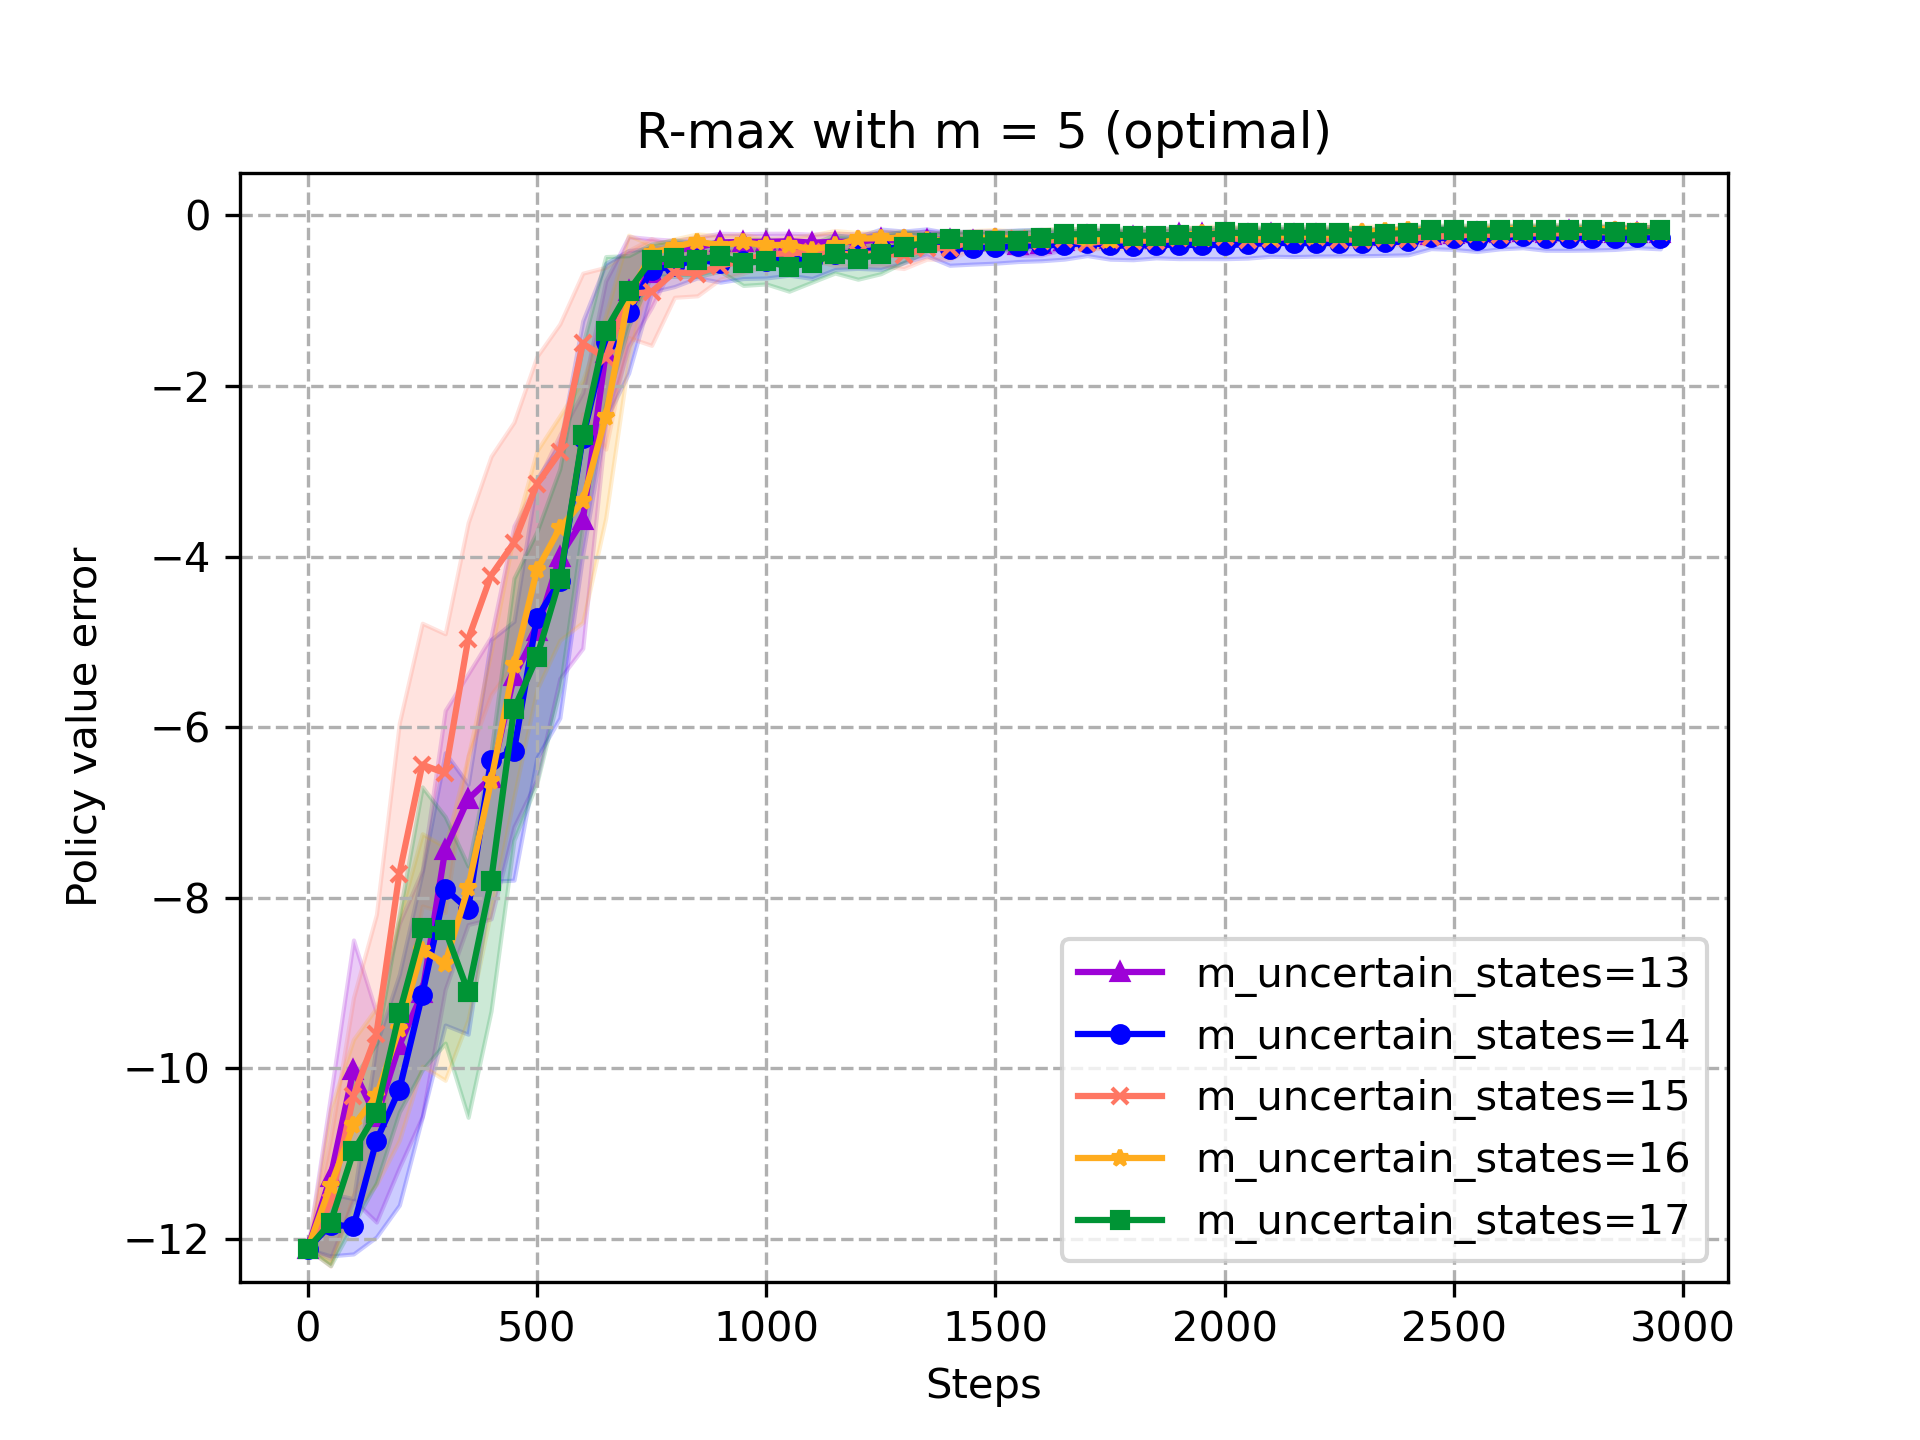 R-max with m = 5 (optimal)
0
−2
−4
−6
−8
−10
−12
Policy value error
m_uncertain_states=13
m_uncertain_states=14
m_uncertain_states=15
m_uncertain_states=16
m_uncertain_states=17
0 500 1000 1500 2000 2500 3000
Steps